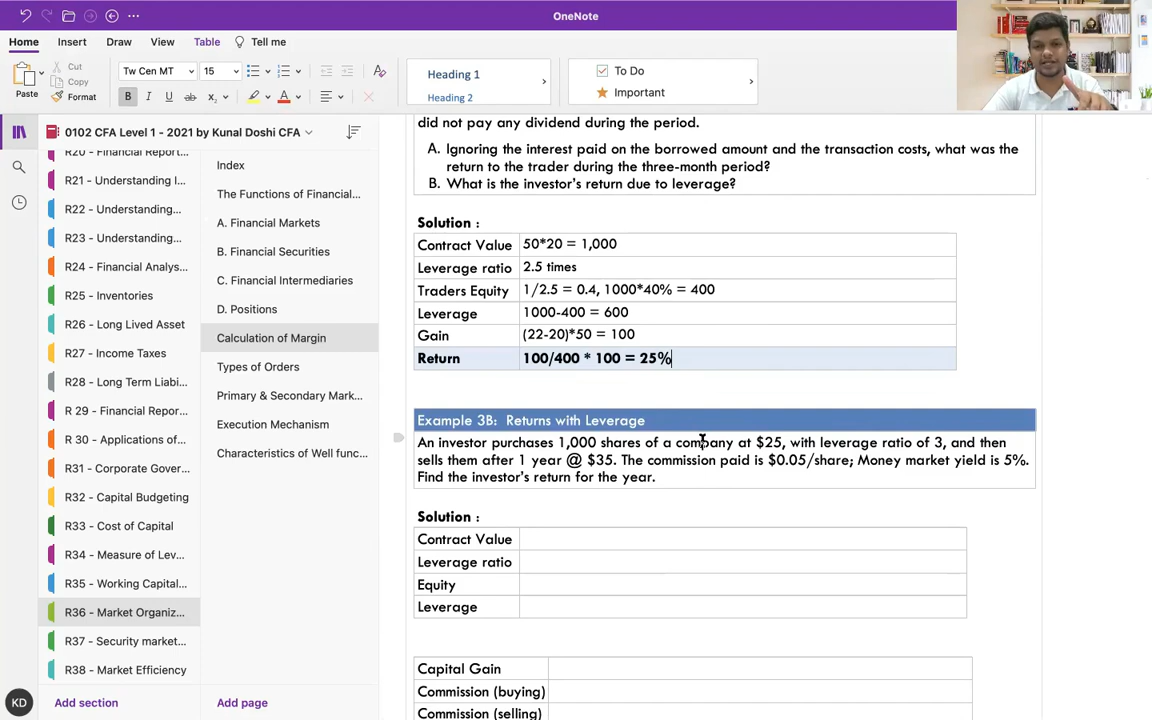 OneNote
Home Insert Draw View Table Tell me
Paste
Cut
Copy
Format
Tw Cen MT 15
B I U ab x₂ A
Heading 1
Heading 2
To Do
Important
0102 CFA Level 1 - 2021 by Kunal Doshi CFA
R20 - Financial Report...
R21 - Understanding I...
R22 - Understanding...
R23 - Understanding...
R24 - Financial Analys...
R25 - Inventories
R26 - Long Lived Asset
R27 - Income Taxes
R28 - Long Term Liabi...
R 29 - Financial Repor...
R 30 - Applications of...
R31 - Corporate Gover...
R32 - Capital Budgeting
R33 - Cost of Capital
R34 - Measure of Lev...
R35 - Working Capital...
R36 - Market Organiz...
R37 - Security market...
R38 - Market Efficiency
KD
Add section
Index
The Functions of Financial...
A. Financial Markets
B. Financial Securities
C. Financial Intermediaries
D. Positions
Calculation of Margin
Types of Orders
Primary & Secondary Mark...
Execution Mechanism
Characteristics of Well func...
Add page
did not pay any dividend during the period.
A. Ignoring the interest paid on the borrowed amount and the transaction costs, what was the
return to the trader during the three-month period?
B. What is the investor's return due to leverage?
Solution :
Contract Value 50*20 = 1,000
Leverage ratio 2.5 times
Traders Equity 1/2.5 = 0.4, 1000*40% = 400
Leverage 1000-400 = 600
Gain (22-20)*50 = 100
Return 100/400 * 100 = 25%
Example 3B: Returns with Leverage
An investor purchases 1,000 shares of a company at $25, with leverage ratio of 3, and then
sells them after 1 year @ $35. The commission paid is $0.05/share; Money market yield is 5%.
Find the investor's return for the year.
Solution :
Contract Value
Leverage ratio
Equity
Leverage
Capital Gain
Commission (buying)
Commission (selling)